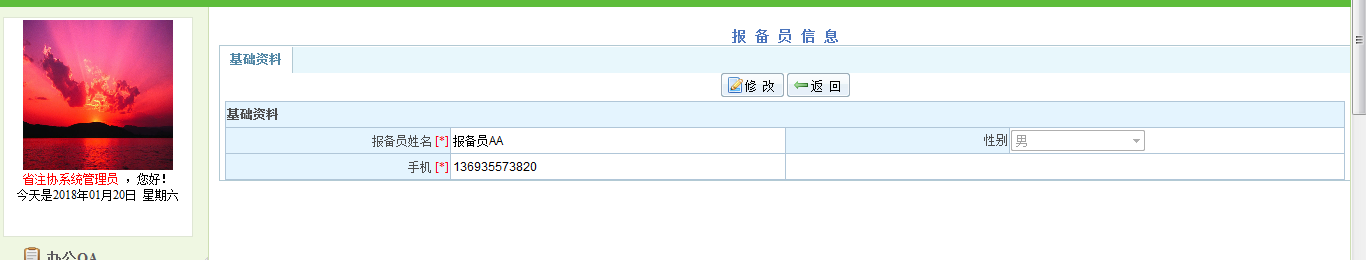 报备员信息
基础资料
修 改 返 回
基础资料
报备员姓名 [*] 报备员AA 性别 男
手机 [*] 136935573820
省注协系统管理员 ，您好！
今天是2018年01月20日 星期六
办公OA